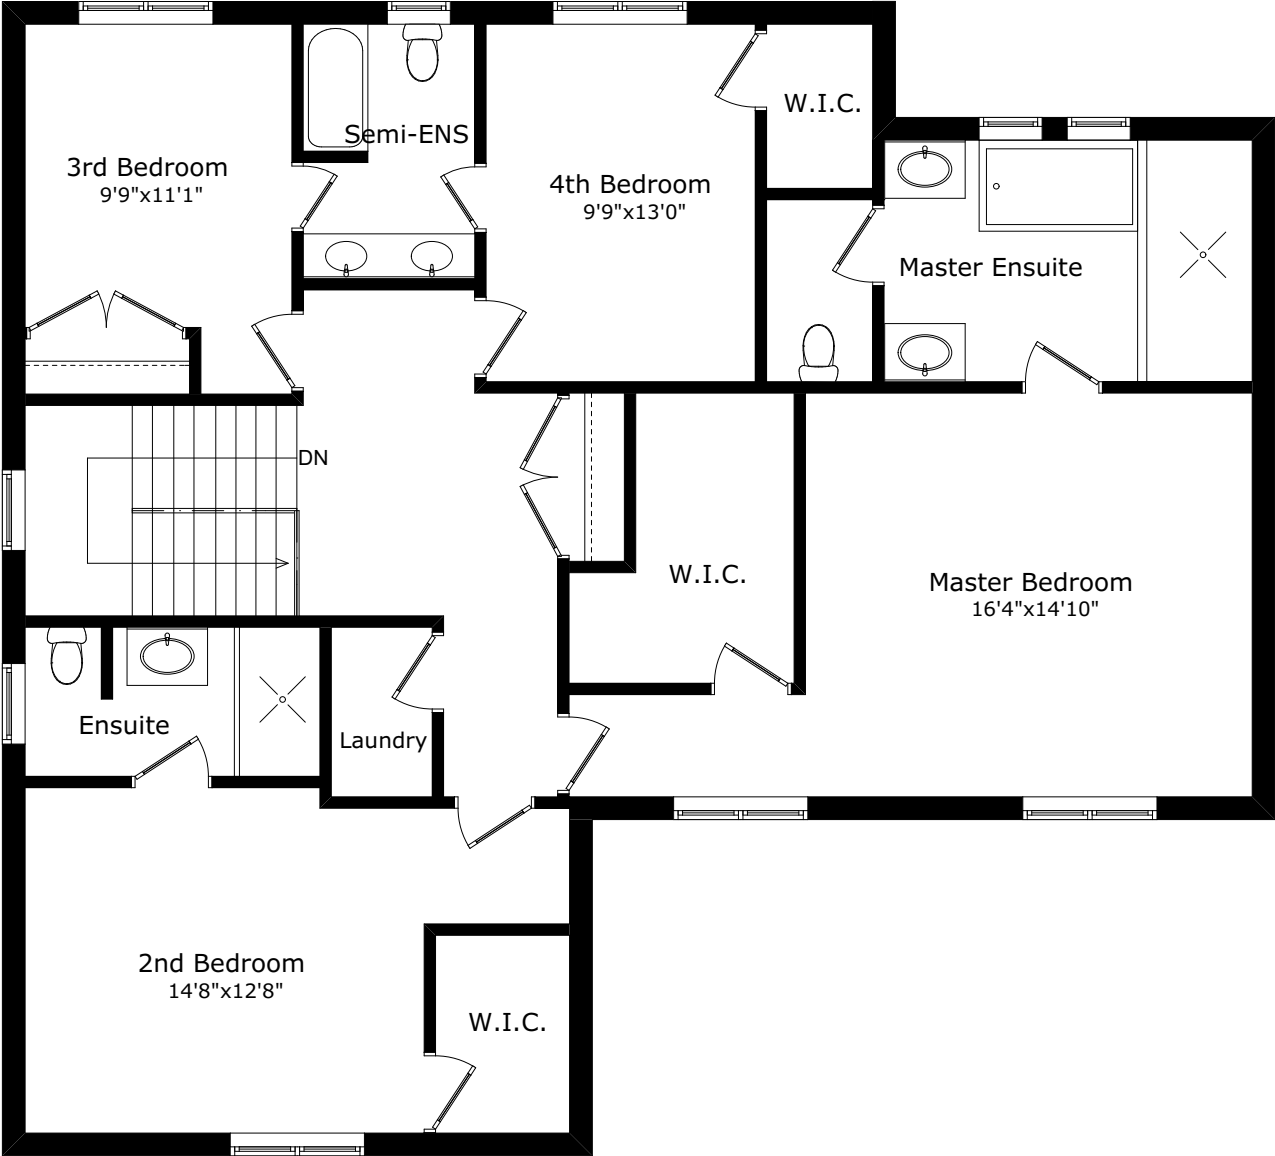 W.I.C.
Semi-ENS
3rd Bedroom
9'9"x11'1"
4th Bedroom
9'9"x13'0"
Master Ensuite
DN
W.I.C.
Master Bedroom
16'4"x14'10"
Ensuite
Laundry
2nd Bedroom
14'8"x12'8"
W.I.C.